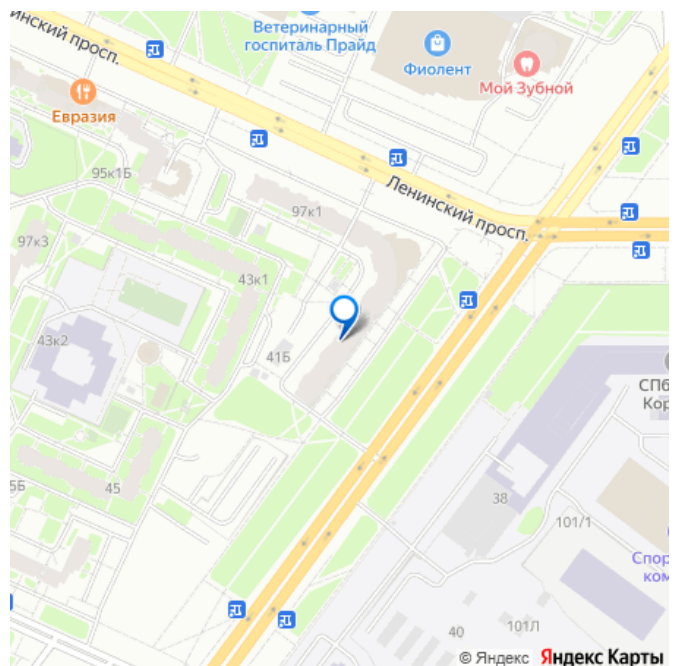 Ленинский просп.
Ветеринарный
госпиталь Прайд
Фиолент
Мой Зубной
Евразия
95к1Б
97к1
Ленинский просп.
97к3
43к1
43к2
41Б
СПб
Кор
45
5Б
38
101/1
Спор
ком
40
101Л
© Яндекс Яндекс Карты